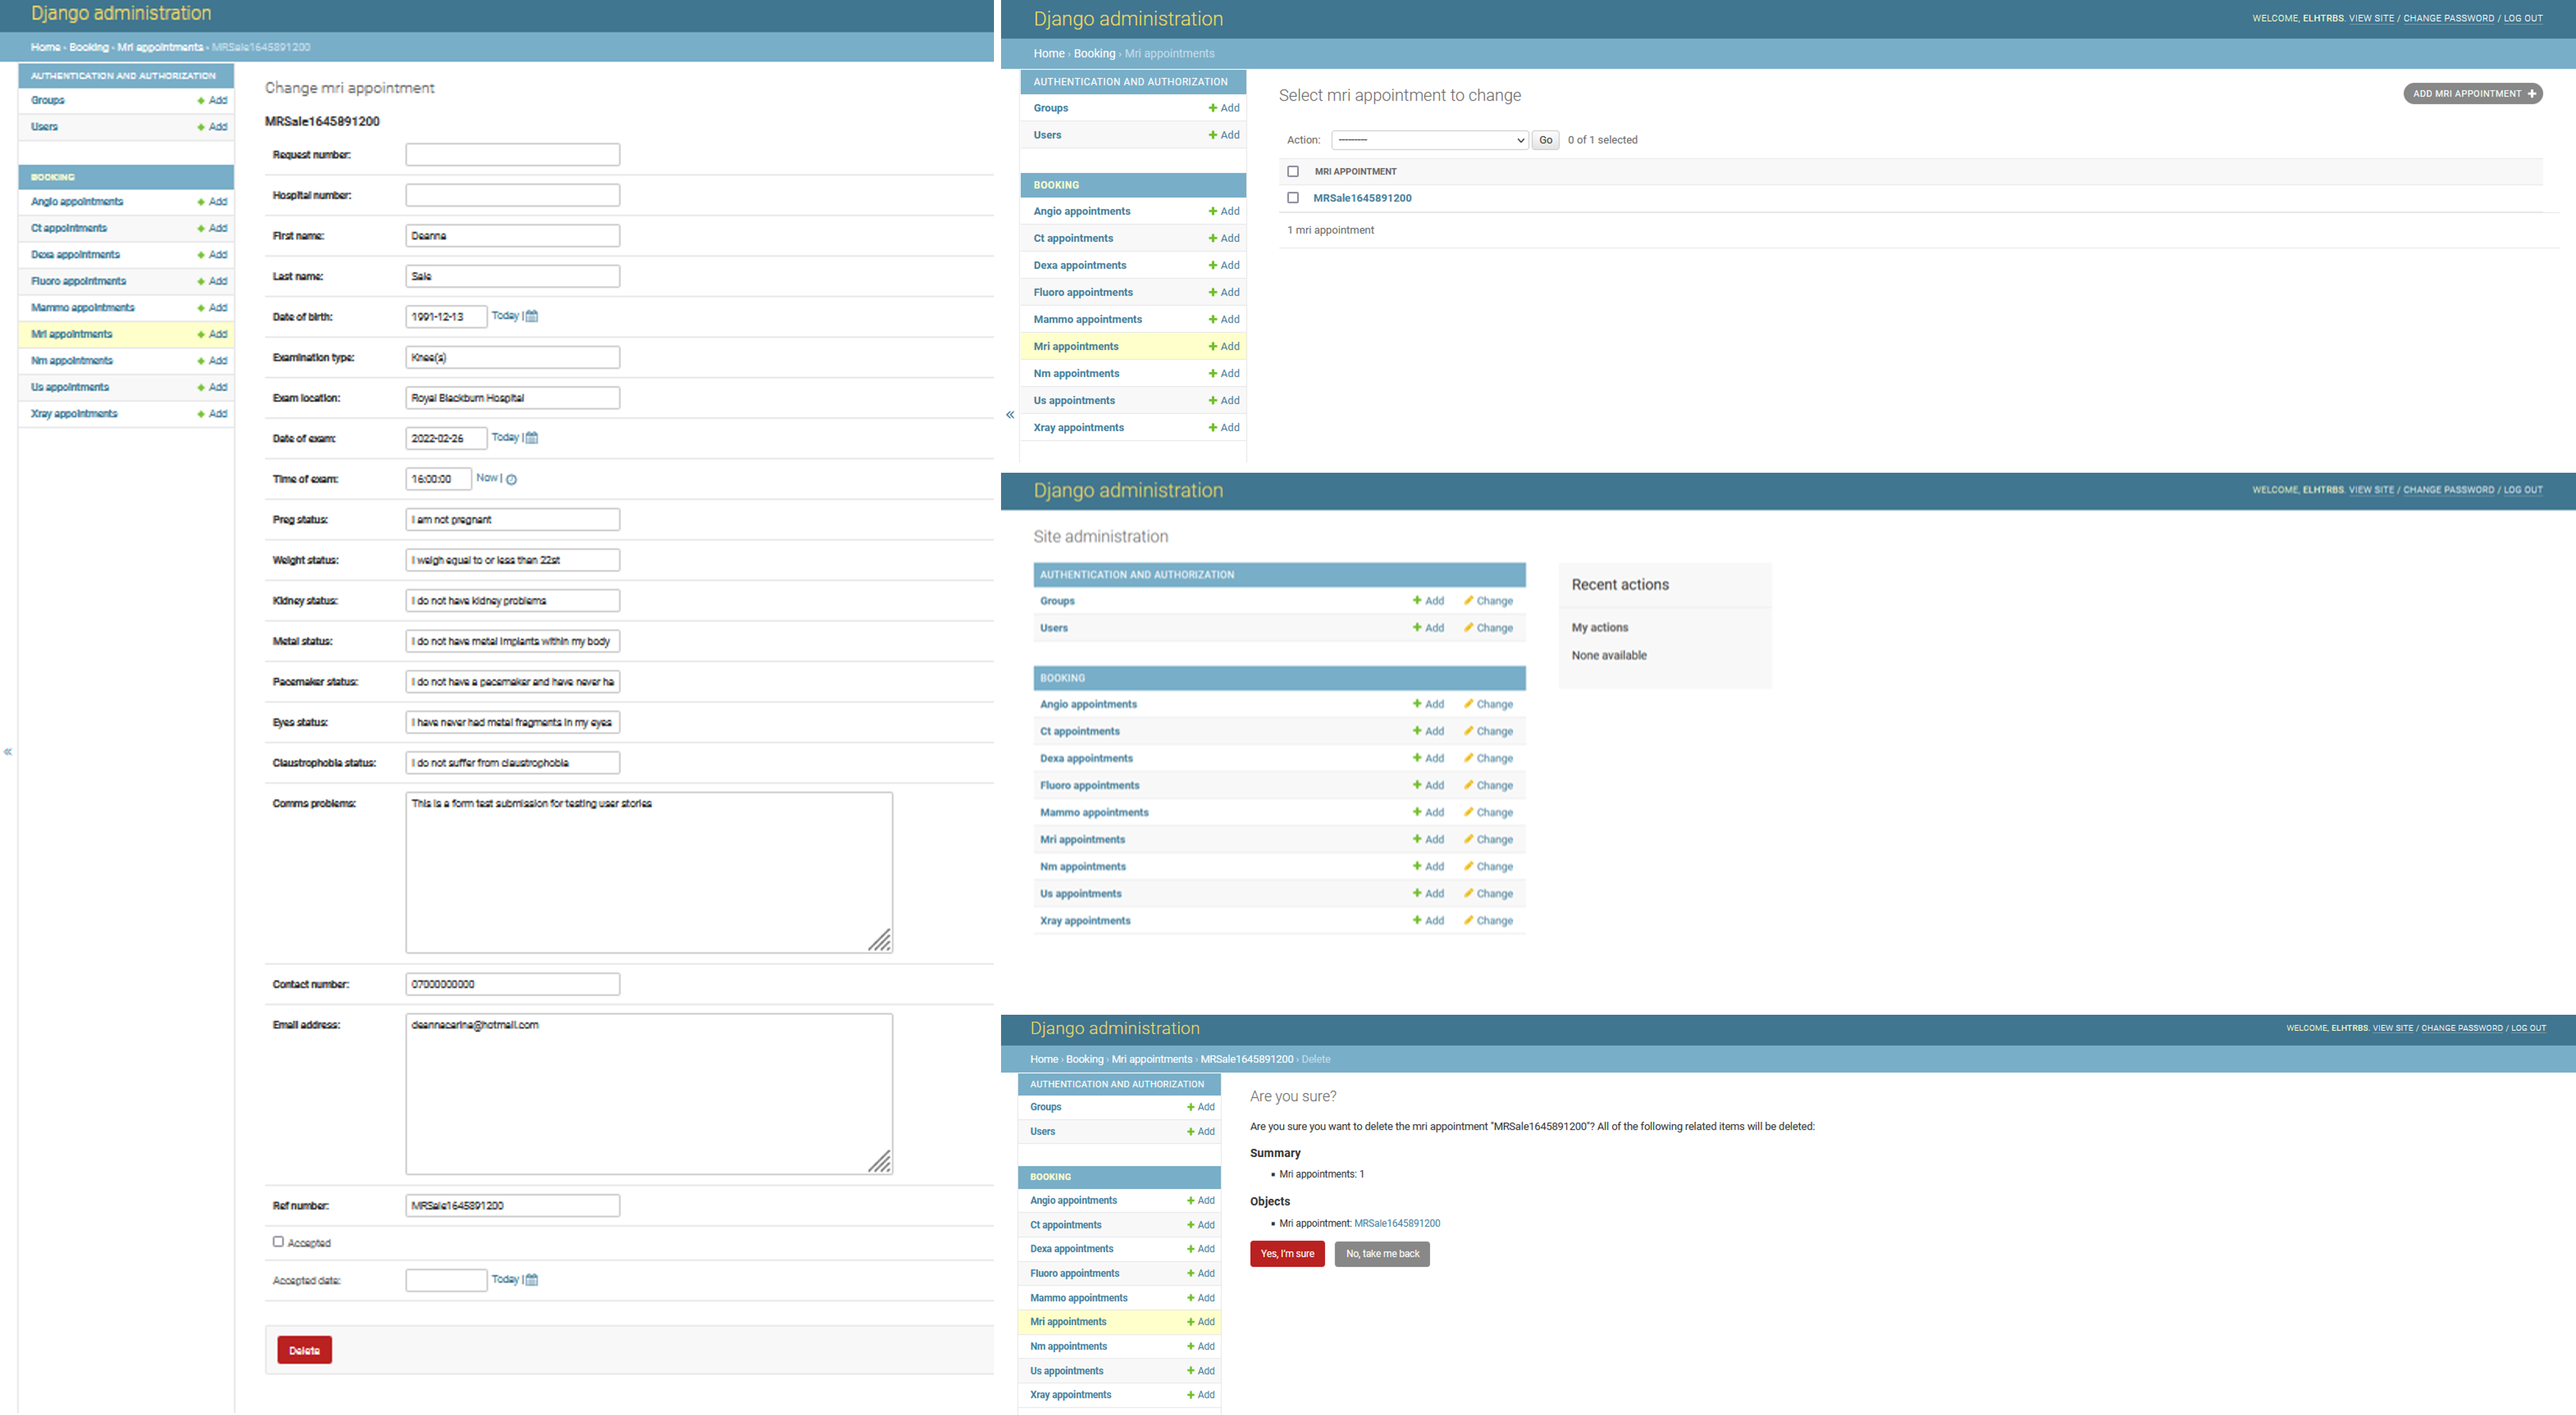 Django administration
Home › Booking › Mri appointments › MRSale1645891200
AUTHENTICATION AND AUTHORIZATION
Groups Add
Users Add
BOOKING
Angio appointments Add
Ct appointments Add
Dexa appointments Add
Fluoro appointments Add
Mammo appointments Add
Mri appointments Add
Nm appointments Add
Us appointments Add
Xray appointments Add
«
Change mri appointment
MRSale1645891200
Request number:
Hospital number:
First name: Deanna
Last name: Sale
Date of birth: 1991-12-13 Today |
Examination type: Knee(s)
Exam location: Royal Blackburn Hospital
Date of exam: 2022-02-26 Today |
Time of exam: 16:00:00 Now |
Preg status: I am not pregnant
Weight status: I weigh equal to or less than 22st
Kidney status: I do not have kidney problems
Metal status: I do not have metal implants within my body
Pacemaker status: I do not have a pacemaker and have never ha
Eyes status: I have never had metal fragments in my eyes
Claustrophobia status: I do not suffer from claustrophobia
Comms problems: This is a form test submission for testing user stories
Contact number: 07000000000
Email address: deannacarina@hotmail.com
Ref number: MRSale1645891200
Accepted
Accepted date: Today |
Delete
Django administration
WELCOME, ELHTRBS. VIEW SITE / CHANGE PASSWORD / LOG OUT
Home › Booking › Mri appointments
AUTHENTICATION AND AUTHORIZATION
Groups Add
Users Add
BOOKING
Angio appointments Add
Ct appointments Add
Dexa appointments Add
Fluoro appointments Add
Mammo appointments Add
Mri appointments Add
Nm appointments Add
Us appointments Add
Xray appointments Add
«
Select mri appointment to change
ADD MRI APPOINTMENT +
Action: --------- Go 0 of 1 selected
MRI APPOINTMENT
MRSale1645891200
1 mri appointment
Django administration
WELCOME, ELHTRBS. VIEW SITE / CHANGE PASSWORD / LOG OUT
Site administration
AUTHENTICATION AND AUTHORIZATION
Groups Add Change
Users Add Change
BOOKING
Angio appointments Add Change
Ct appointments Add Change
Dexa appointments Add Change
Fluoro appointments Add Change
Mammo appointments Add Change
Mri appointments Add Change
Nm appointments Add Change
Us appointments Add Change
Xray appointments Add Change
Recent actions
My actions
None available
Django administration
WELCOME, ELHTRBS. VIEW SITE / CHANGE PASSWORD / LOG OUT
Home › Booking › Mri appointments › MRSale1645891200 › Delete
AUTHENTICATION AND AUTHORIZATION
Groups Add
Users Add
BOOKING
Angio appointments Add
Ct appointments Add
Dexa appointments Add
Fluoro appointments Add
Mammo appointments Add
Mri appointments Add
Nm appointments Add
Us appointments Add
Xray appointments Add
Are you sure?
Are you sure you want to delete the mri appointment "MRSale1645891200"? All of the following related items will be deleted:
Summary
Mri appointments: 1
Objects
Mri appointment: MRSale1645891200
Yes, I'm sure No, take me back